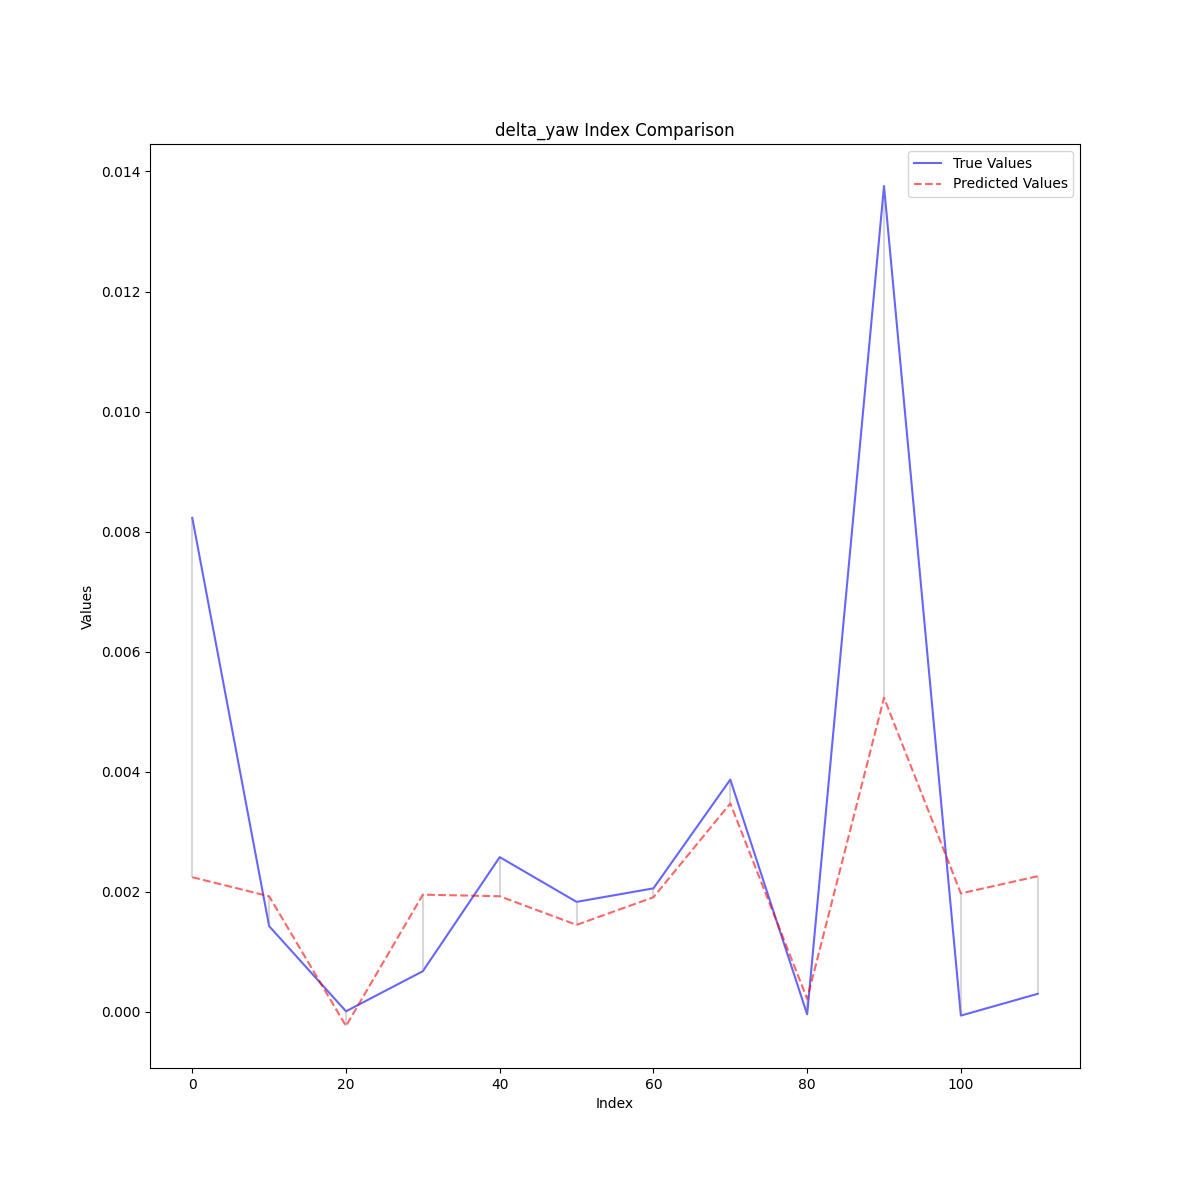 delta_yaw Index Comparison
True Values
Predicted Values
0.014
0.012
0.010
0.008
0.006
0.004
0.002
0.000
Values
0 20 40 60 80 100
Index